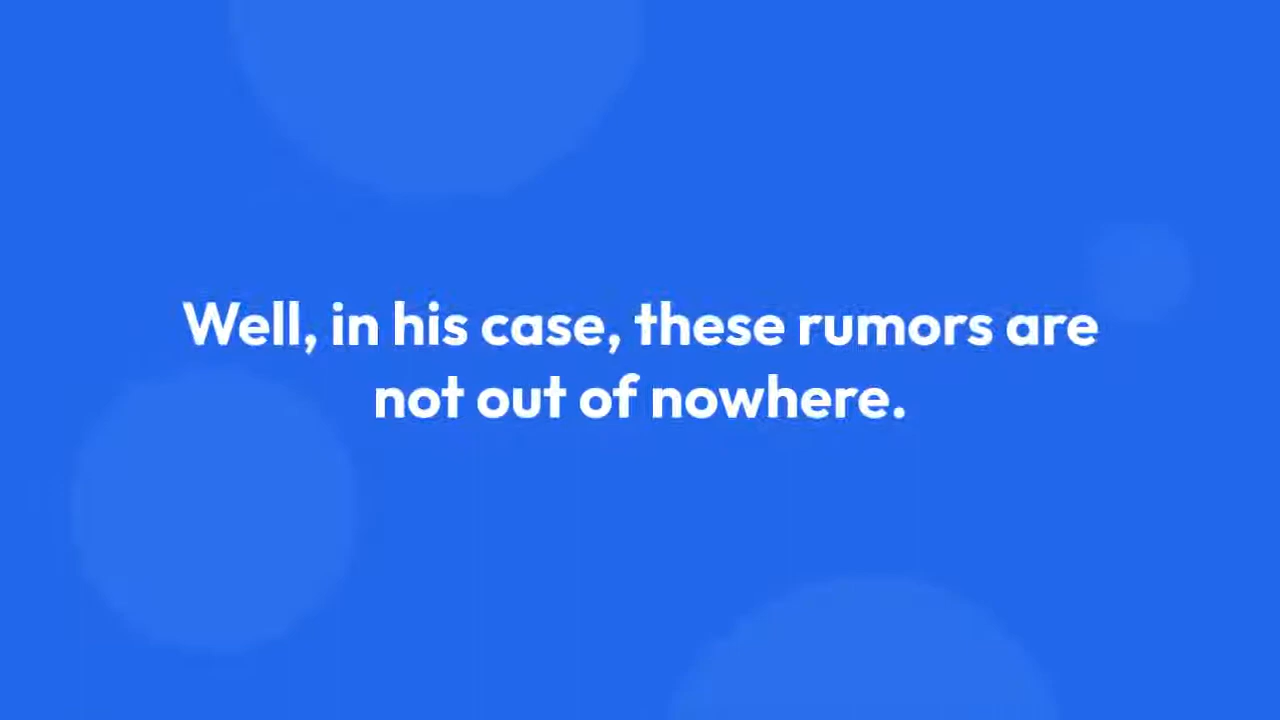 Well, in his case, these rumors are
not out of nowhere.